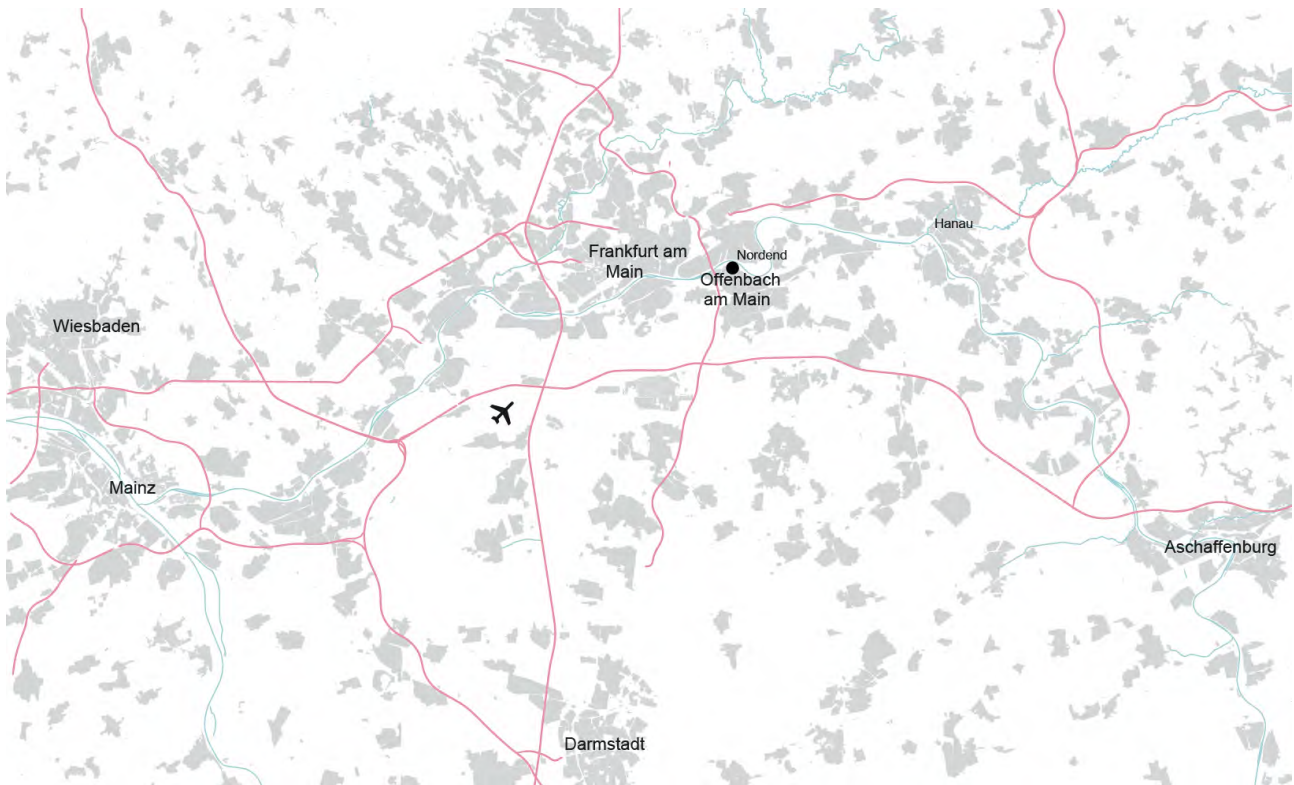 Hanau
Frankfurt am
Main
Nordend
Offenbach
am Main
Wiesbaden
Mainz
Aschaffenburg
Darmstadt